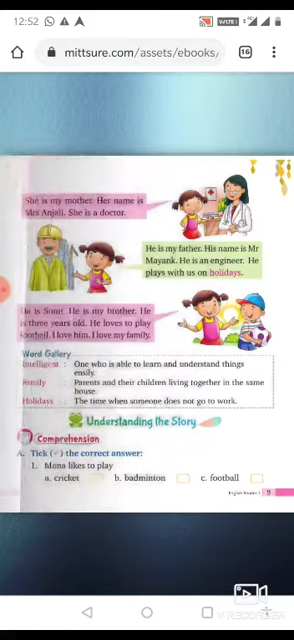 12:52
VoLTE
16
mittsure.com/assets/ebooks/
She is my mother. Her name is
Mrs Anjali. She is a doctor.
He is my father. His name is Mr
Mayank. He is an engineer. He
plays with us on holidays.
He is Sonu. He is my brother. He
is three years old. He loves to play
football. I love him. I love my family.
Word Gallery
Intelligent : One who is able to learn and understand things
easily.
Family : Parents and their children living together in the same
house.
Holidays : The time when someone does not go to work.
Understanding the Story
Comprehension
A. Tick (✓) the correct answer:
1. Mona likes to play
a. cricket b. badminton c. football
English Reader 1 9
V RECORDER